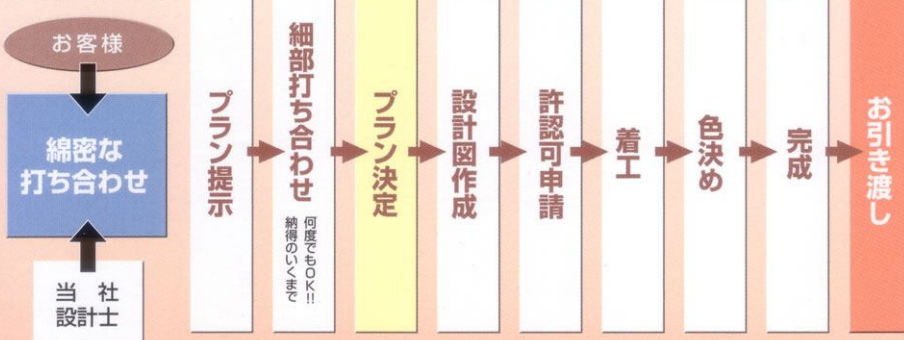 お客様
綿密な
打ち合わせ
当 社
設計士
プラン提示
細部打ち合わせ
何度でもOK!!
納得のいくまで
プラン決定
設計図作成
許認可申請
着工
色決め
完成
お引き渡し